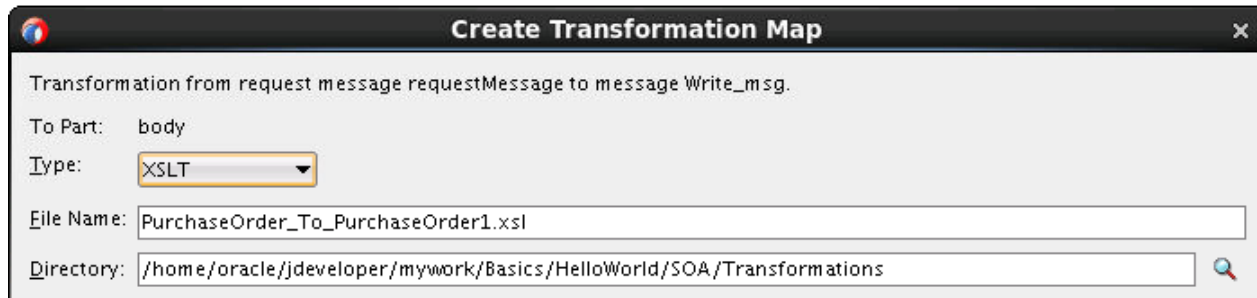 Create Transformation Map
Transformation from request message requestMessage to message Write_msg.
To Part: body
Type: XSLT
File Name: PurchaseOrder_To_PurchaseOrder1.xsl
Directory: /home/oracle/jdeveloper/mywork/Basics/HelloWorld/SOA/Transformations